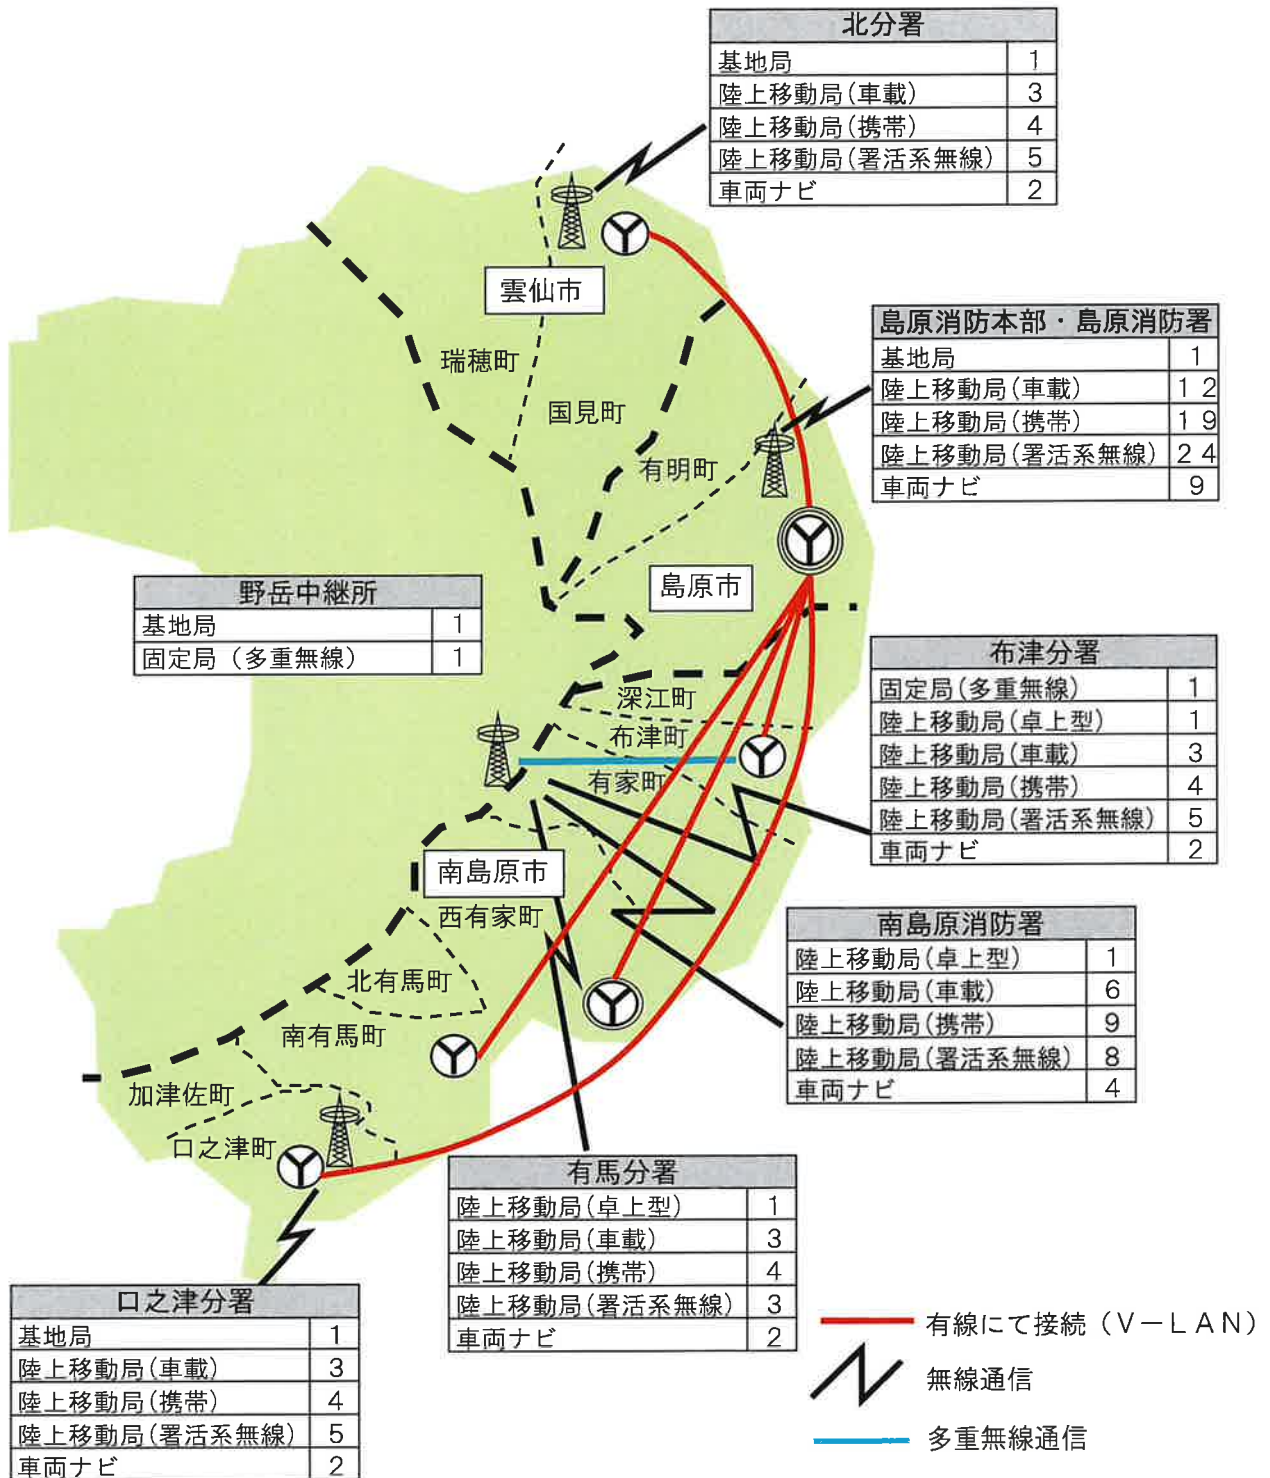 北分署
基地局 1
陸上移動局(車載) 3
陸上移動局(携帯) 4
陸上移動局(署活系無線) 5
車両ナビ 2
雲仙市
瑞穂町
国見町
有明町
島原消防本部・島原消防署
基地局 1
陸上移動局(車載) 12
陸上移動局(携帯) 19
陸上移動局(署活系無線) 24
車両ナビ 9
島原市
野岳中継所
基地局 1
固定局(多重無線) 1
深江町
布津町
有家町
布津分署
固定局(多重無線) 1
陸上移動局(卓上型) 1
陸上移動局(車載) 3
陸上移動局(携帯) 4
陸上移動局(署活系無線) 5
車両ナビ 2
南島原市
西有家町
北有馬町
南有馬町
加津佐町
口之津町
南島原消防署
陸上移動局(卓上型) 1
陸上移動局(車載) 6
陸上移動局(携帯) 9
陸上移動局(署活系無線) 8
車両ナビ 4
有馬分署
陸上移動局(卓上型) 1
陸上移動局(車載) 3
陸上移動局(携帯) 4
陸上移動局(署活系無線) 3
車両ナビ 2
口之津分署
基地局 1
陸上移動局(車載) 3
陸上移動局(携帯) 4
陸上移動局(署活系無線) 5
車両ナビ 2
有線にて接続(V-LAN)
無線通信
多重無線通信